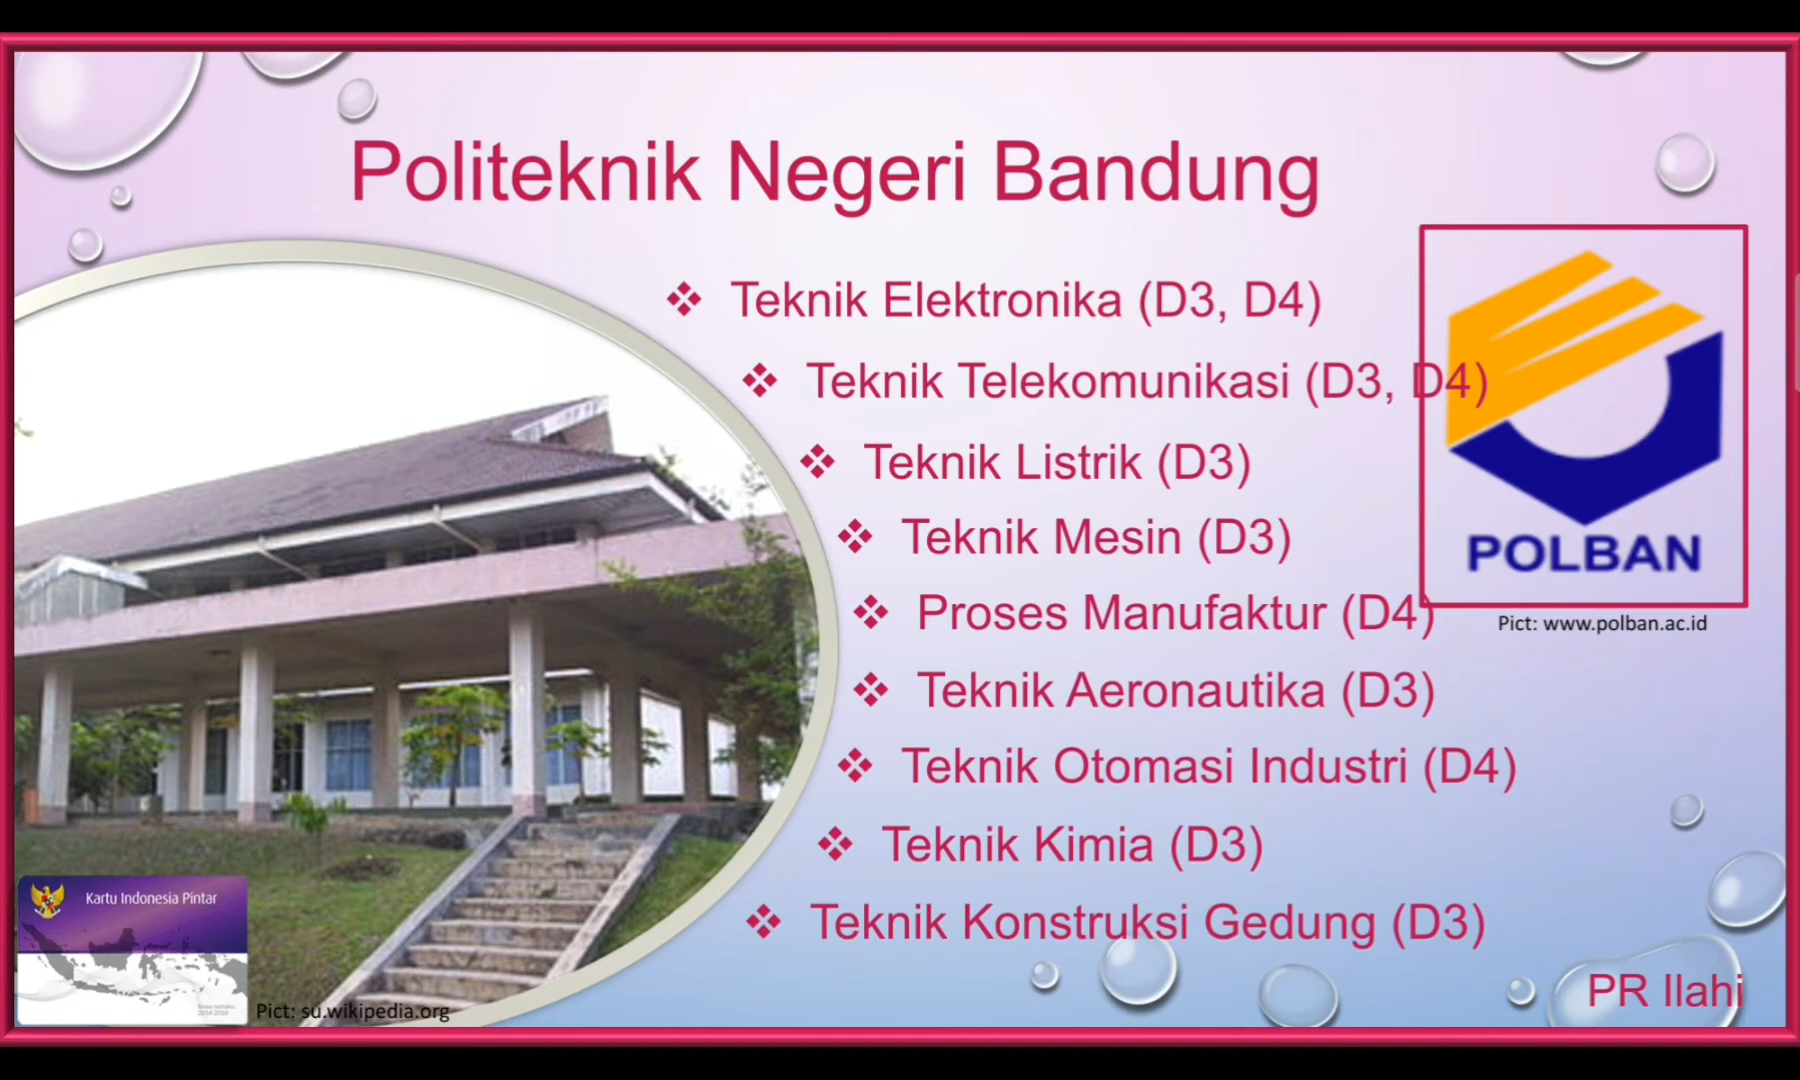 Politeknik Negeri Bandung
Teknik Elektronika (D3, D4)
Teknik Telekomunikasi (D3, D4)
Teknik Listrik (D3)
Teknik Mesin (D3)
Proses Manufaktur (D4)
Teknik Aeronautika (D3)
Teknik Otomasi Industri (D4)
Teknik Kimia (D3)
Teknik Konstruksi Gedung (D3)
POLBAN
Pict: www.polban.ac.id
Kartu Indonesia Pintar
Pict: su.wikipedia.org
PR Ilahi